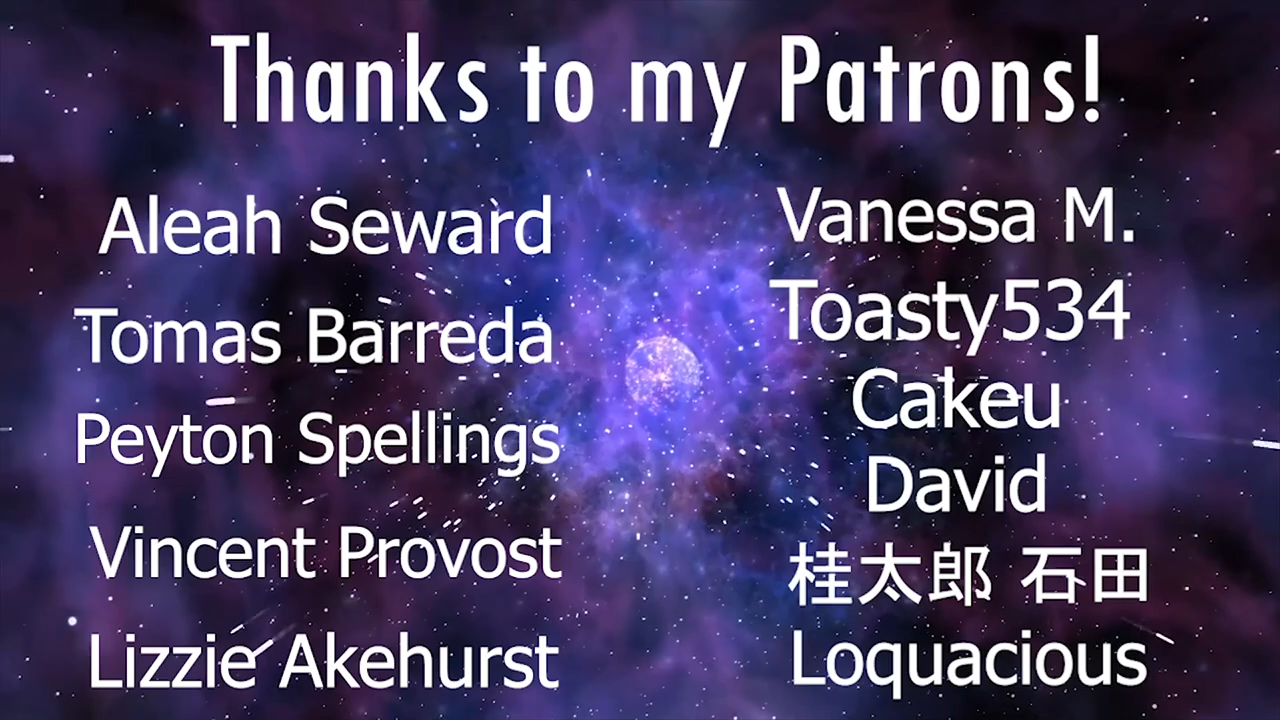 Thanks to my Patrons!
Aleah Seward
Tomas Barreda
Peyton Spellings
Vincent Provost
Lizzie Akehurst
Vanessa M.
Toasty534
Cakeu
David
桂太郎 石田
Loquacious